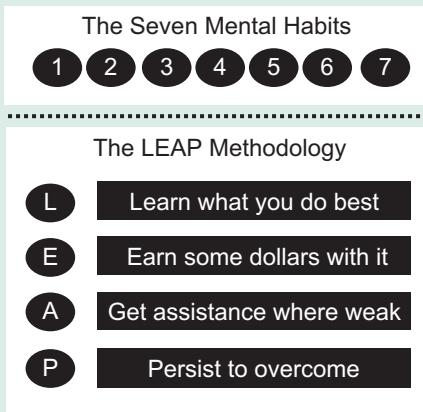 The Seven Mental Habits
1 2 3 4 5 6 7
The LEAP Methodology
L Learn what you do best
E Earn some dollars with it
A Get assistance where weak
P Persist to overcome